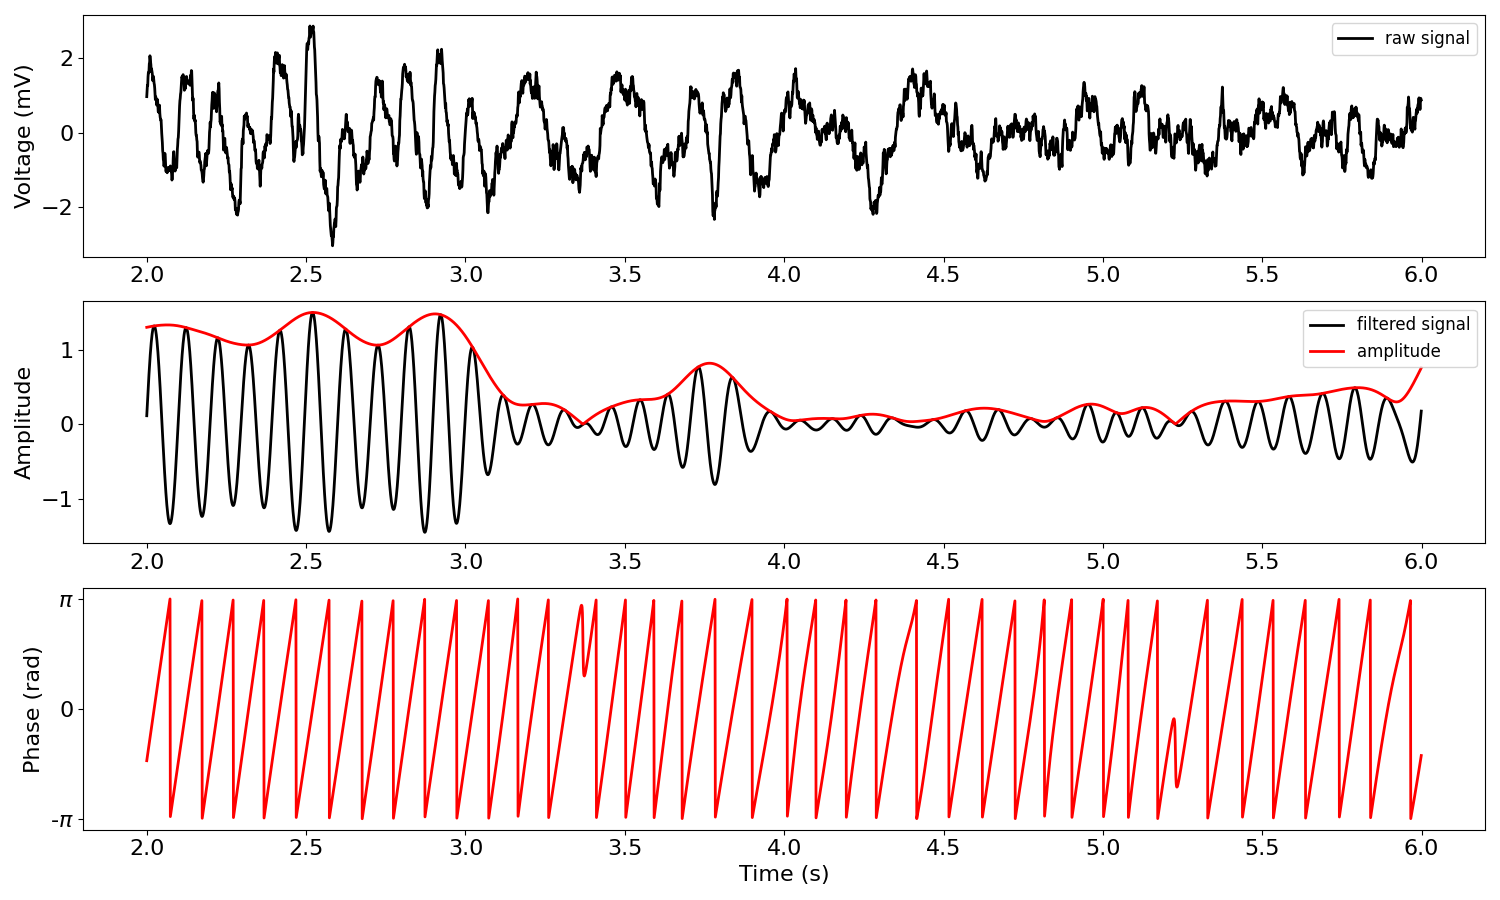 Voltage (mV)
2
0
−2
raw signal
2.0 2.5 3.0 3.5 4.0 4.5 5.0 5.5 6.0
Amplitude
1
0
−1
filtered signal
amplitude
2.0 2.5 3.0 3.5 4.0 4.5 5.0 5.5 6.0
Phase (rad)
π
0
-π
2.0 2.5 3.0 3.5 4.0 4.5 5.0 5.5 6.0
Time (s)